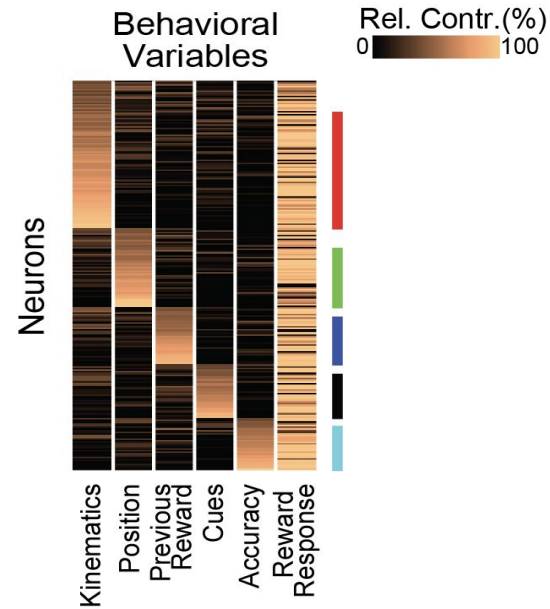 Behavioral
Variables
Rel. Contr.(%)
0 100
Neurons
Kinematics
Position
Previous
Reward
Cues
Accuracy
Reward
Response